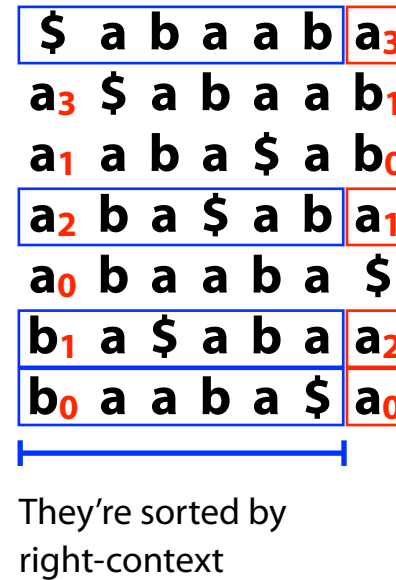 $ a b a a b a3
a3 $ a b a a b1
a1 a b a $ a b0
a2 b a $ a b a1
a0 b a a b a $
b1 a $ a b a a2
b0 a a b a $ a0
They’re sorted by
right-context